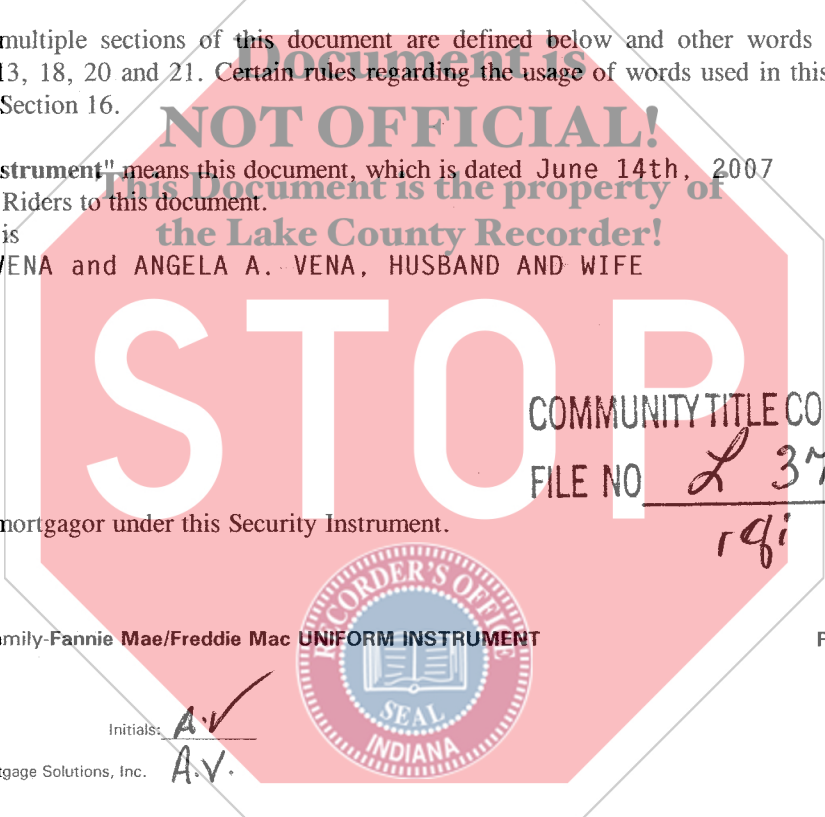 multiple sections of this document are defined below and other words
Document is
13, 18, 20 and 21. Certain rules regarding the usage of words used in this
Section 16.
NOT OFFICIAL!
strument" means this document, which is dated June 14th, 2007
This Document is the property of
Riders to this document.
is
the Lake County Recorder!
VENA and ANGELA A. VENA, HUSBAND AND WIFE
STOP
COMMUNITY TITLE CO
FILE NO L 37
mortgagor under this Security Instrument.
RECORDER'S OFFICE
amily-Fannie Mae/Freddie Mac UNIFORM INSTRUMENT
SEAL
INDIANA
Initials: A.V
tgage Solutions, Inc. A.V.